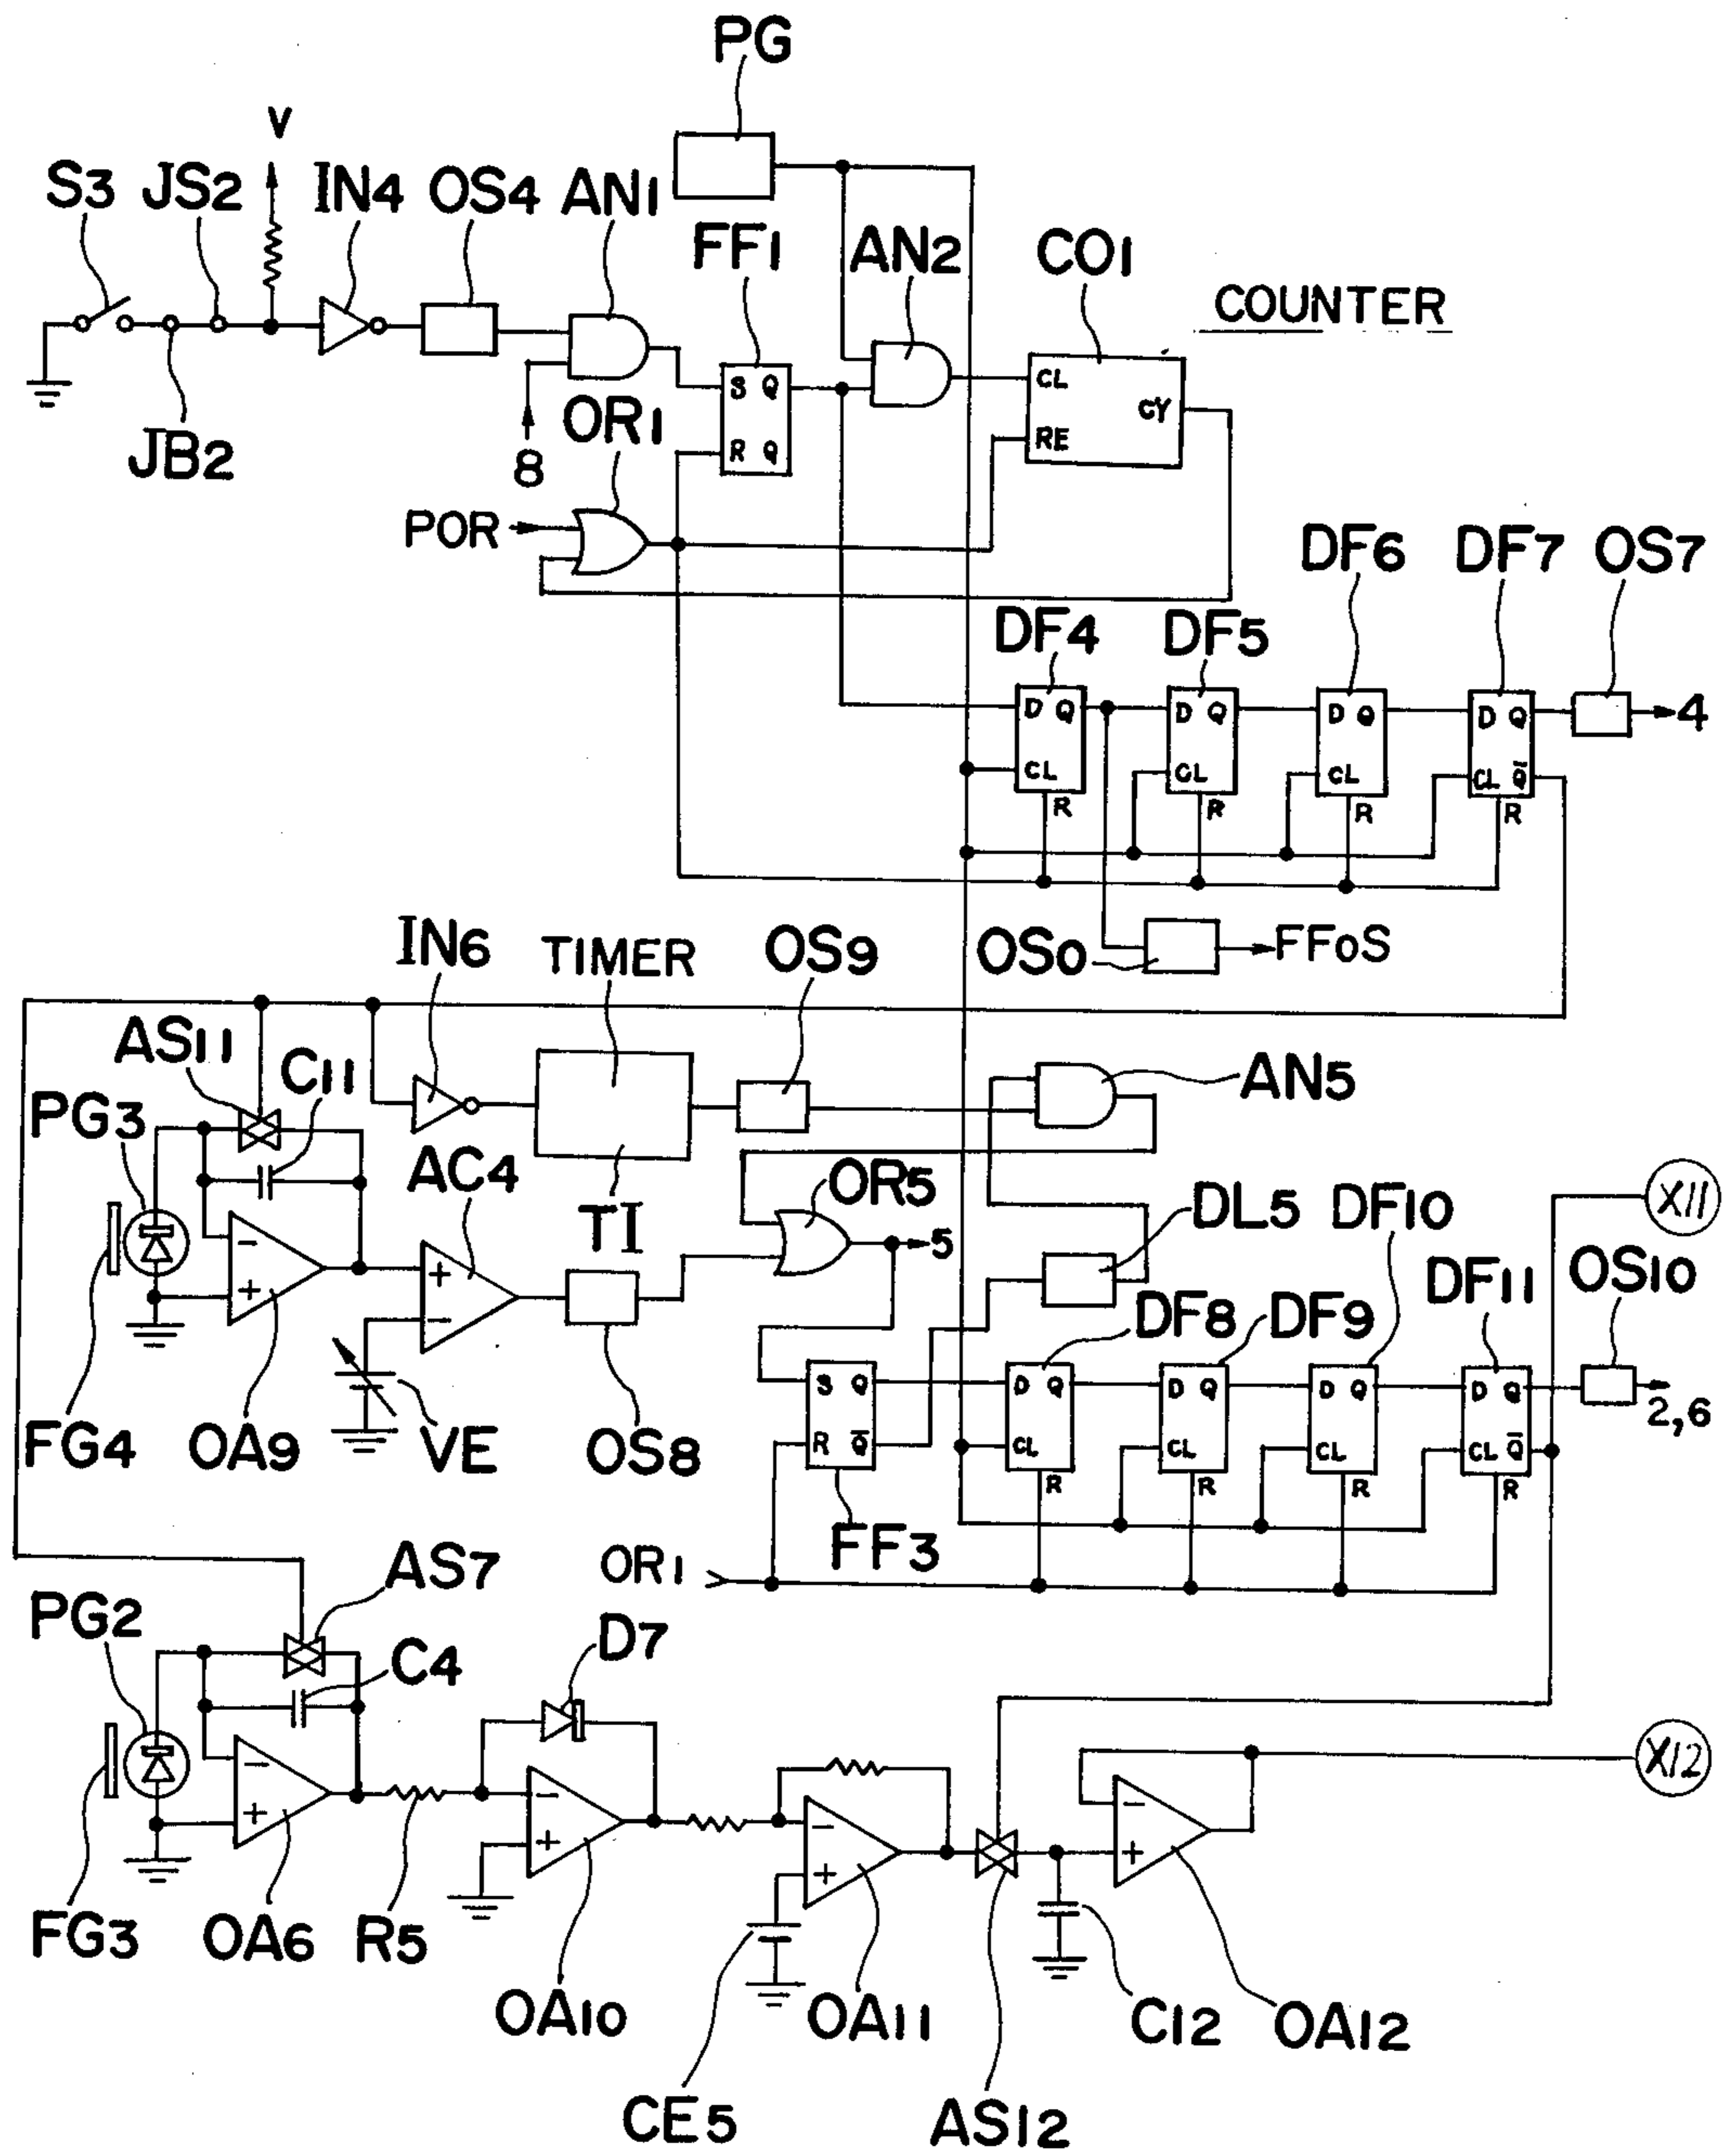 PG
V
S3 JS2 IN4 OS4 AN1
FF1 AN2 CO1
COUNTER
S Q CL
CY
JB2 8 OR1 R Q RE
POR
DF6 DF7 OS7
DF4 DF5
D Q D Q D Q D Q 4
CL CL CL CL Q̅
R R R R
IN6 TIMER OS9 OS0 FF0S
AS11 C11 AN5
PG3 AC4
OR5 X11
TI DL5 DF10
- 5 OS10
+ + DF11
- DF8 DF9
S Q D Q D Q D Q D Q
2,6
FG4 OA9 VE OS8 R Q̅ CL CL CL CL Q̅
R R R R
FF3
OR1
AS7
PG2 D7
C4
X12
- - - -
+ + + +
FG3 OA6 R5
OA10 OA11 C12 OA12
CE5 AS12